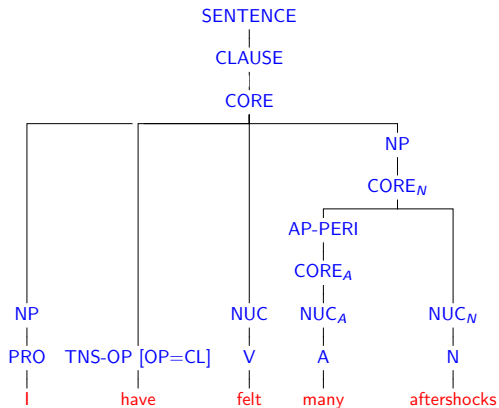 SENTENCE
CLAUSE
CORE
NP
CORE_N
AP-PERI
CORE_A
NP NUC NUC_A NUC_N
PRO TNS-OP [OP=CL] V A N
I have felt many aftershocks